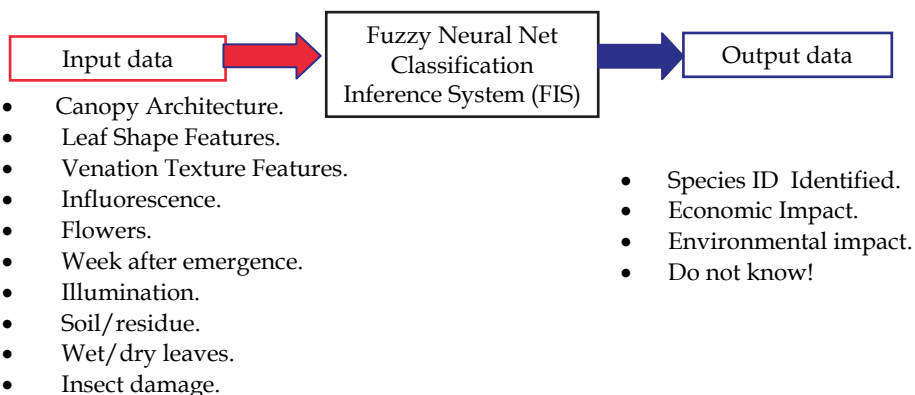 Input data
Fuzzy Neural Net
Classification
Inference System (FIS)
Output data
• Canopy Architecture.
• Leaf Shape Features.
• Venation Texture Features.
• Influorescence.
• Flowers.
• Week after emergence.
• Illumination.
• Soil/residue.
• Wet/dry leaves.
• Insect damage.
• Species ID Identified.
• Economic Impact.
• Environmental impact.
• Do not know!